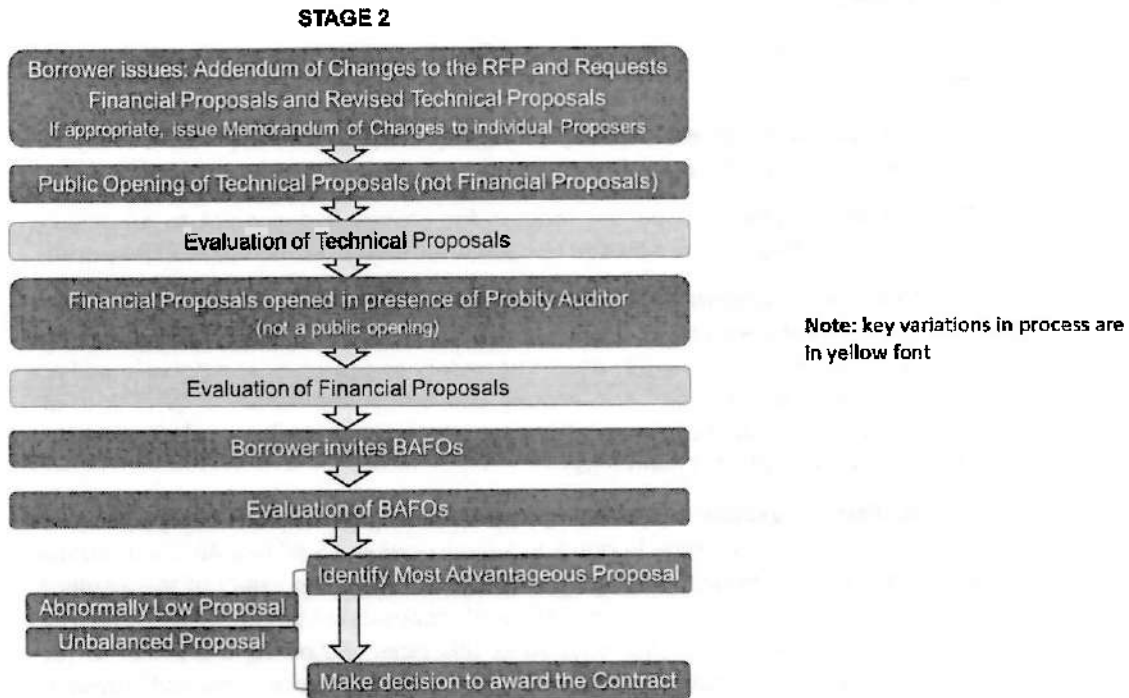 STAGE 2
Borrower issues: Addendum of Changes to the RFP and Requests
Financial Proposals and Revised Technical Proposals
If appropriate, issue Memorandum of Changes to individual Proposers
Public Opening of Technical Proposals (not Financial Proposals)
Evaluation of Technical Proposals
Financial Proposals opened in presence of Probity Auditor
(not a public opening)
Note: key variations in process are
in yellow font
Evaluation of Financial Proposals
Borrower invites BAFOs
Evaluation of BAFOs
Identify Most Advantageous Proposal
Abnormally Low Proposal
Unbalanced Proposal
Make decision to award the Contract